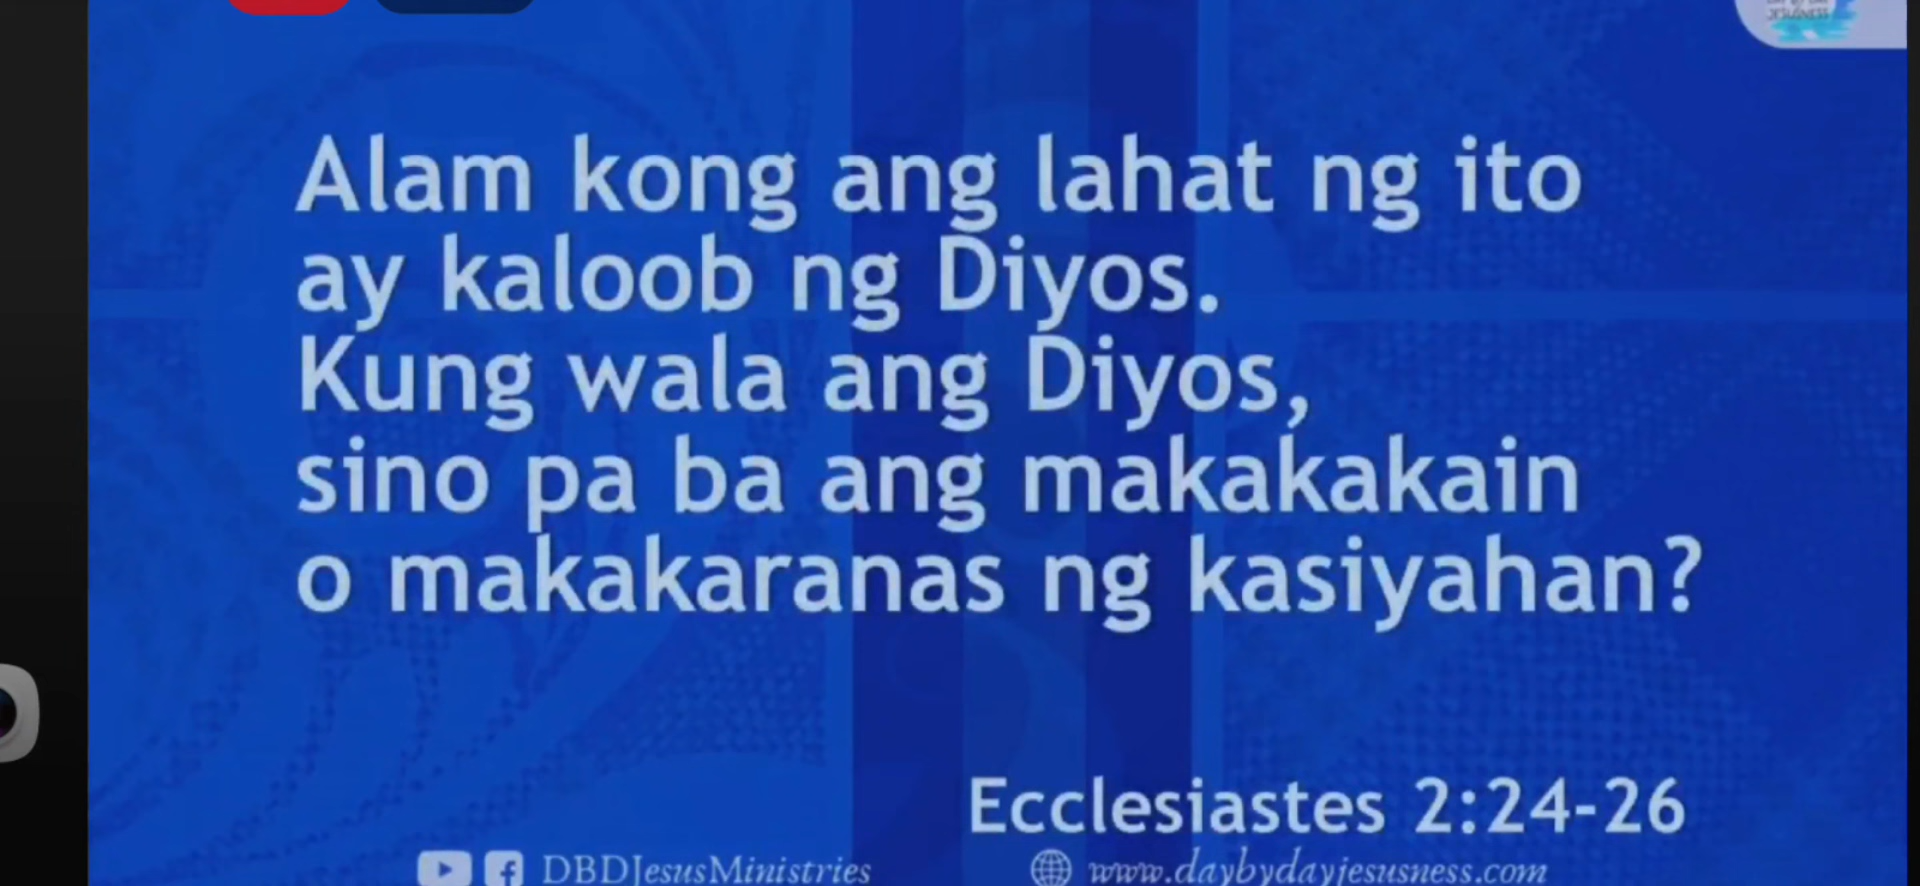 Alam kong ang lahat ng ito
ay kaloob ng Diyos.
Kung wala ang Diyos,
sino pa ba ang makakakain
o makakaranas ng kasiyahan?
Ecclesiastes 2:24-26
DBDJesusMinistries www.daybydayjesusness.com